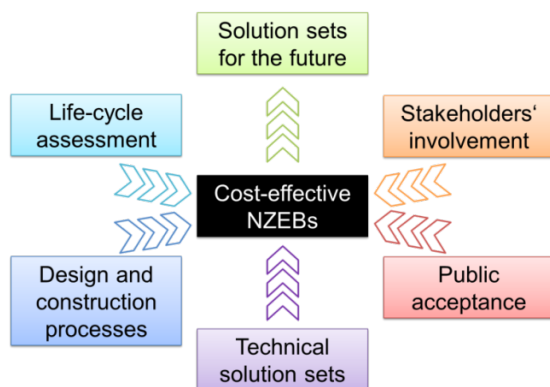 Solution sets
for the future
Life-cycle
assessment
Stakeholders‘
involvement
Cost-effective
NZEBs
Design and
construction
processes
Public
acceptance
Technical
solution sets